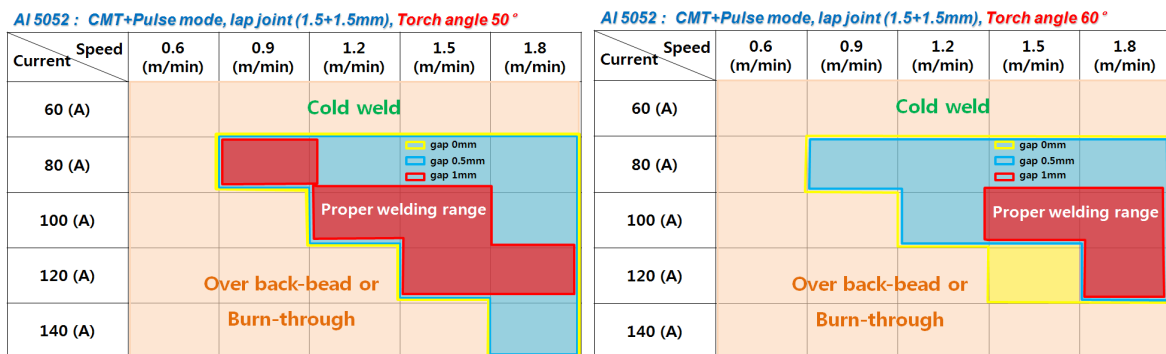 Al 5052 : CMT+Pulse mode, lap joint (1.5+1.5mm), Torch angle 50°
Speed
Current
0.6 (m/min)
0.9 (m/min)
1.2 (m/min)
1.5 (m/min)
1.8 (m/min)
60 (A)
Cold weld
80 (A)
gap 0mm
gap 0.5mm
gap 1mm
100 (A)
Proper welding range
120 (A)
Over back-bead or
Burn-through
140 (A)
Al 5052 : CMT+Pulse mode, lap joint (1.5+1.5mm), Torch angle 60°
Speed
Current
0.6 (m/min)
0.9 (m/min)
1.2 (m/min)
1.5 (m/min)
1.8 (m/min)
60 (A)
Cold weld
80 (A)
gap 0mm
gap 0.5mm
gap 1mm
100 (A)
Proper welding range
120 (A)
Over back-bead or
Burn-through
140 (A)